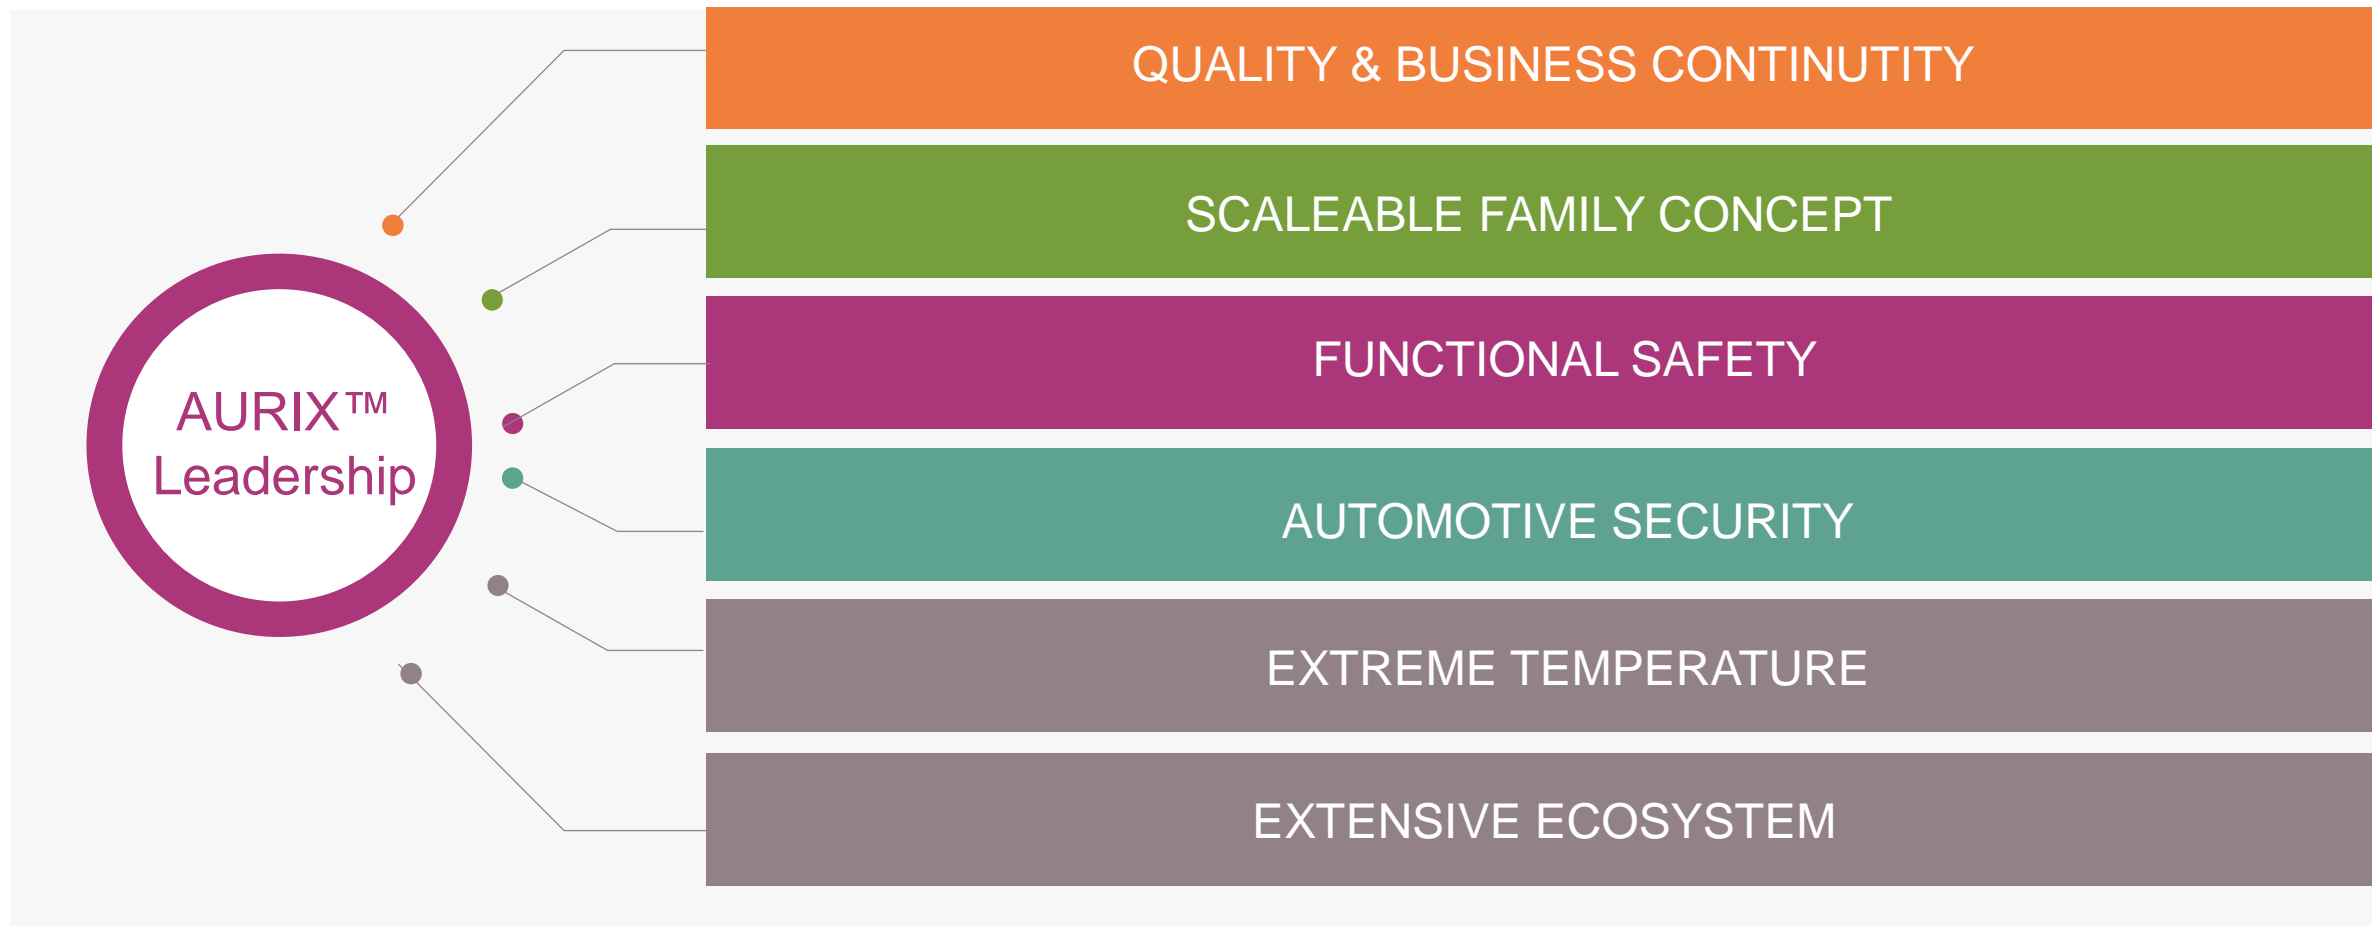 QUALITY & BUSINESS CONTINUTITY
SCALEABLE FAMILY CONCEPT
FUNCTIONAL SAFETY
AURIX™
Leadership
AUTOMOTIVE SECURITY
EXTREME TEMPERATURE
EXTENSIVE ECOSYSTEM